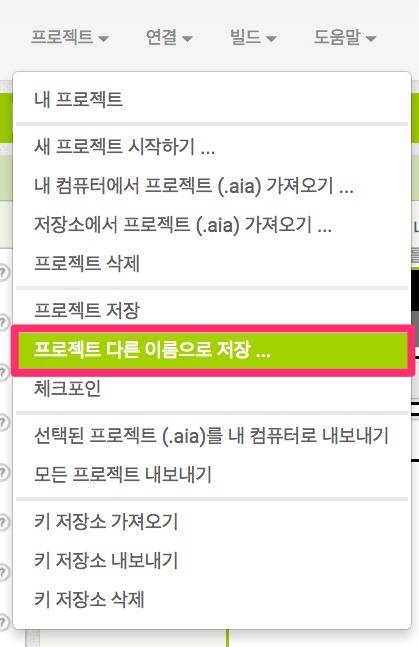 프로젝트 연결 빌드 도움말
내 프로젝트
새 프로젝트 시작하기 ...
내 컴퓨터에서 프로젝트 (.aia) 가져오기 ...
저장소에서 프로젝트 (.aia) 가져오기 ...
프로젝트 삭제
프로젝트 저장
프로젝트 다른 이름으로 저장 ...
체크포인
선택된 프로젝트 (.aia)를 내 컴퓨터로 내보내기
모든 프로젝트 내보내기
키 저장소 가져오기
키 저장소 내보내기
키 저장소 삭제